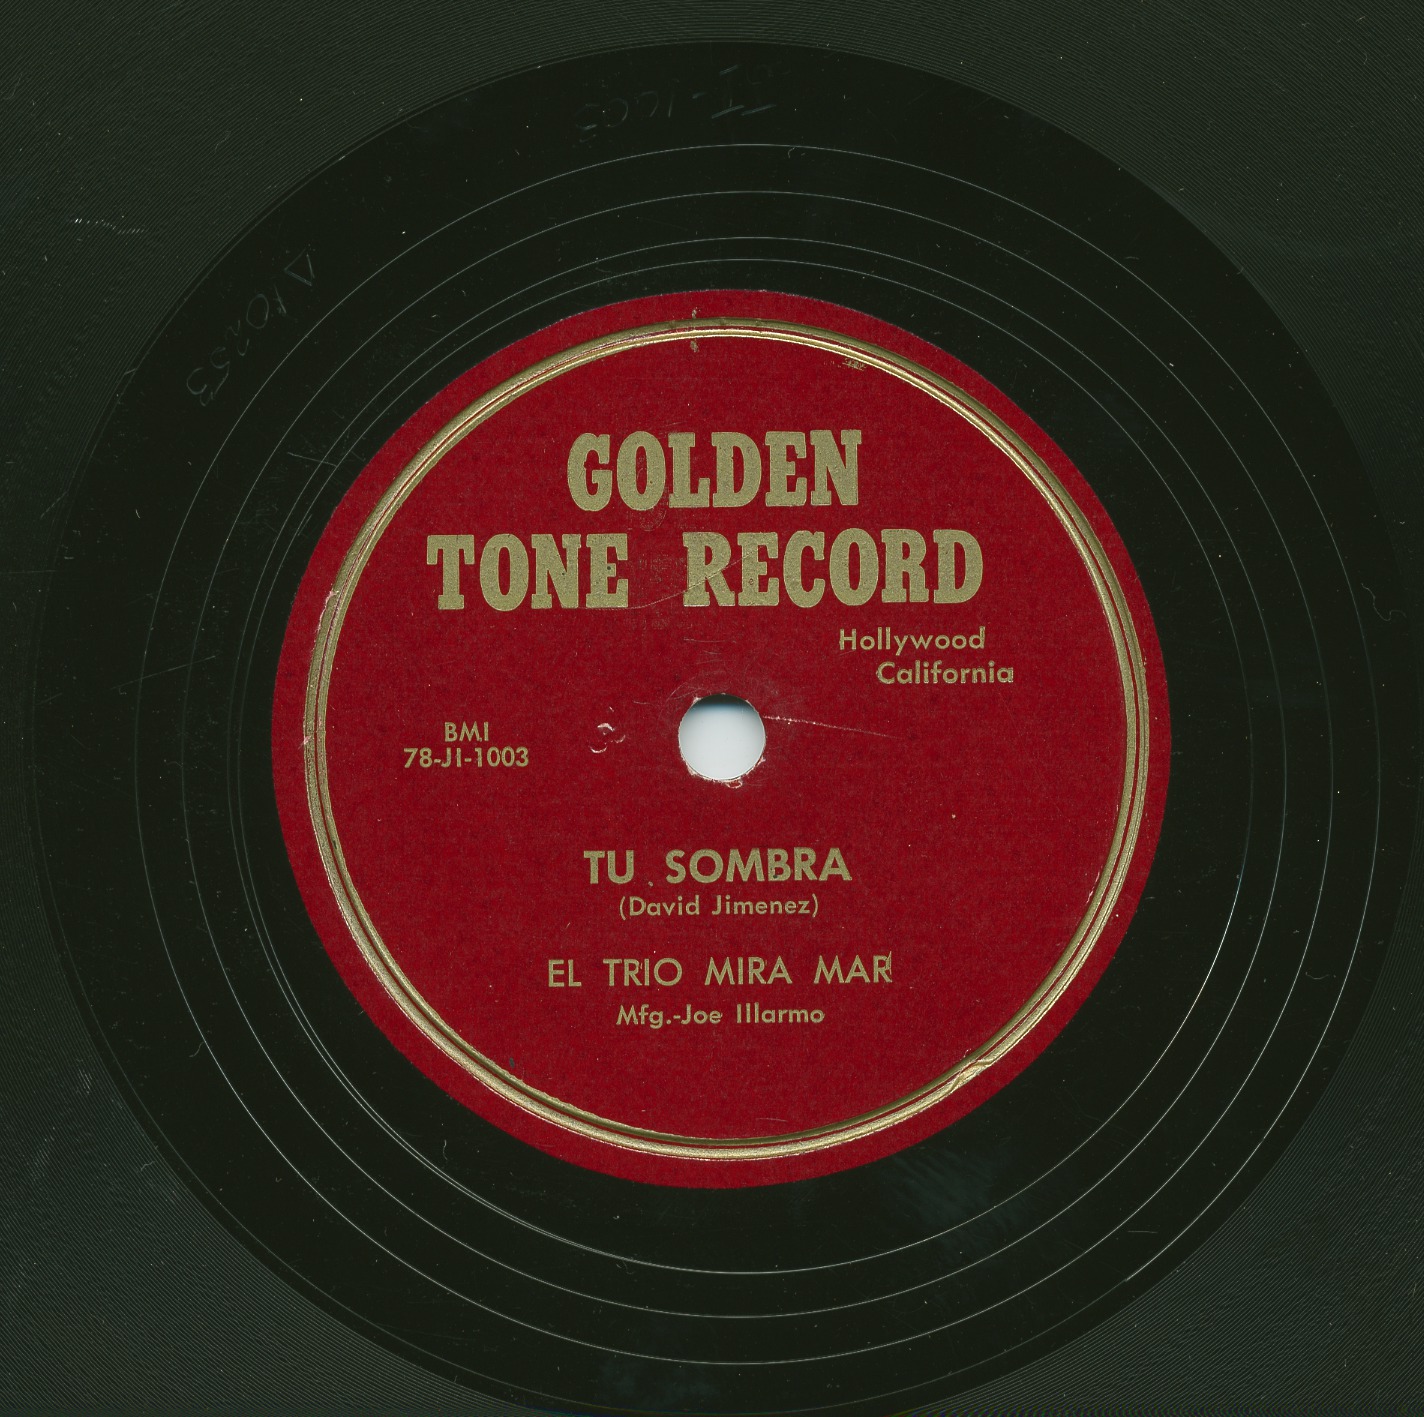 GOLDEN
TONE RECORD
Hollywood
California
BMI
78-JI-1003
TU SOMBRA
(David Jimenez)
EL TRIO MIRA MAR
Mfg.-Joe Illarmo